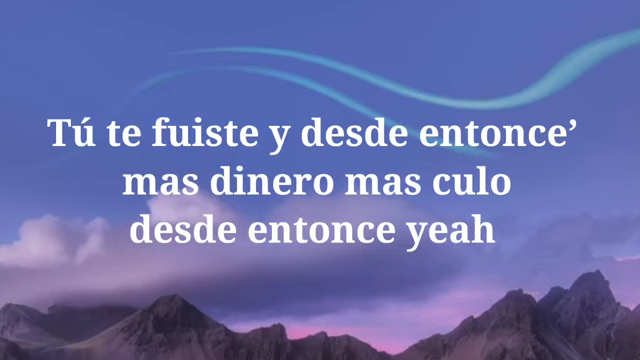 Tú te fuiste y desde entonce’
mas dinero mas culo
desde entonce yeah